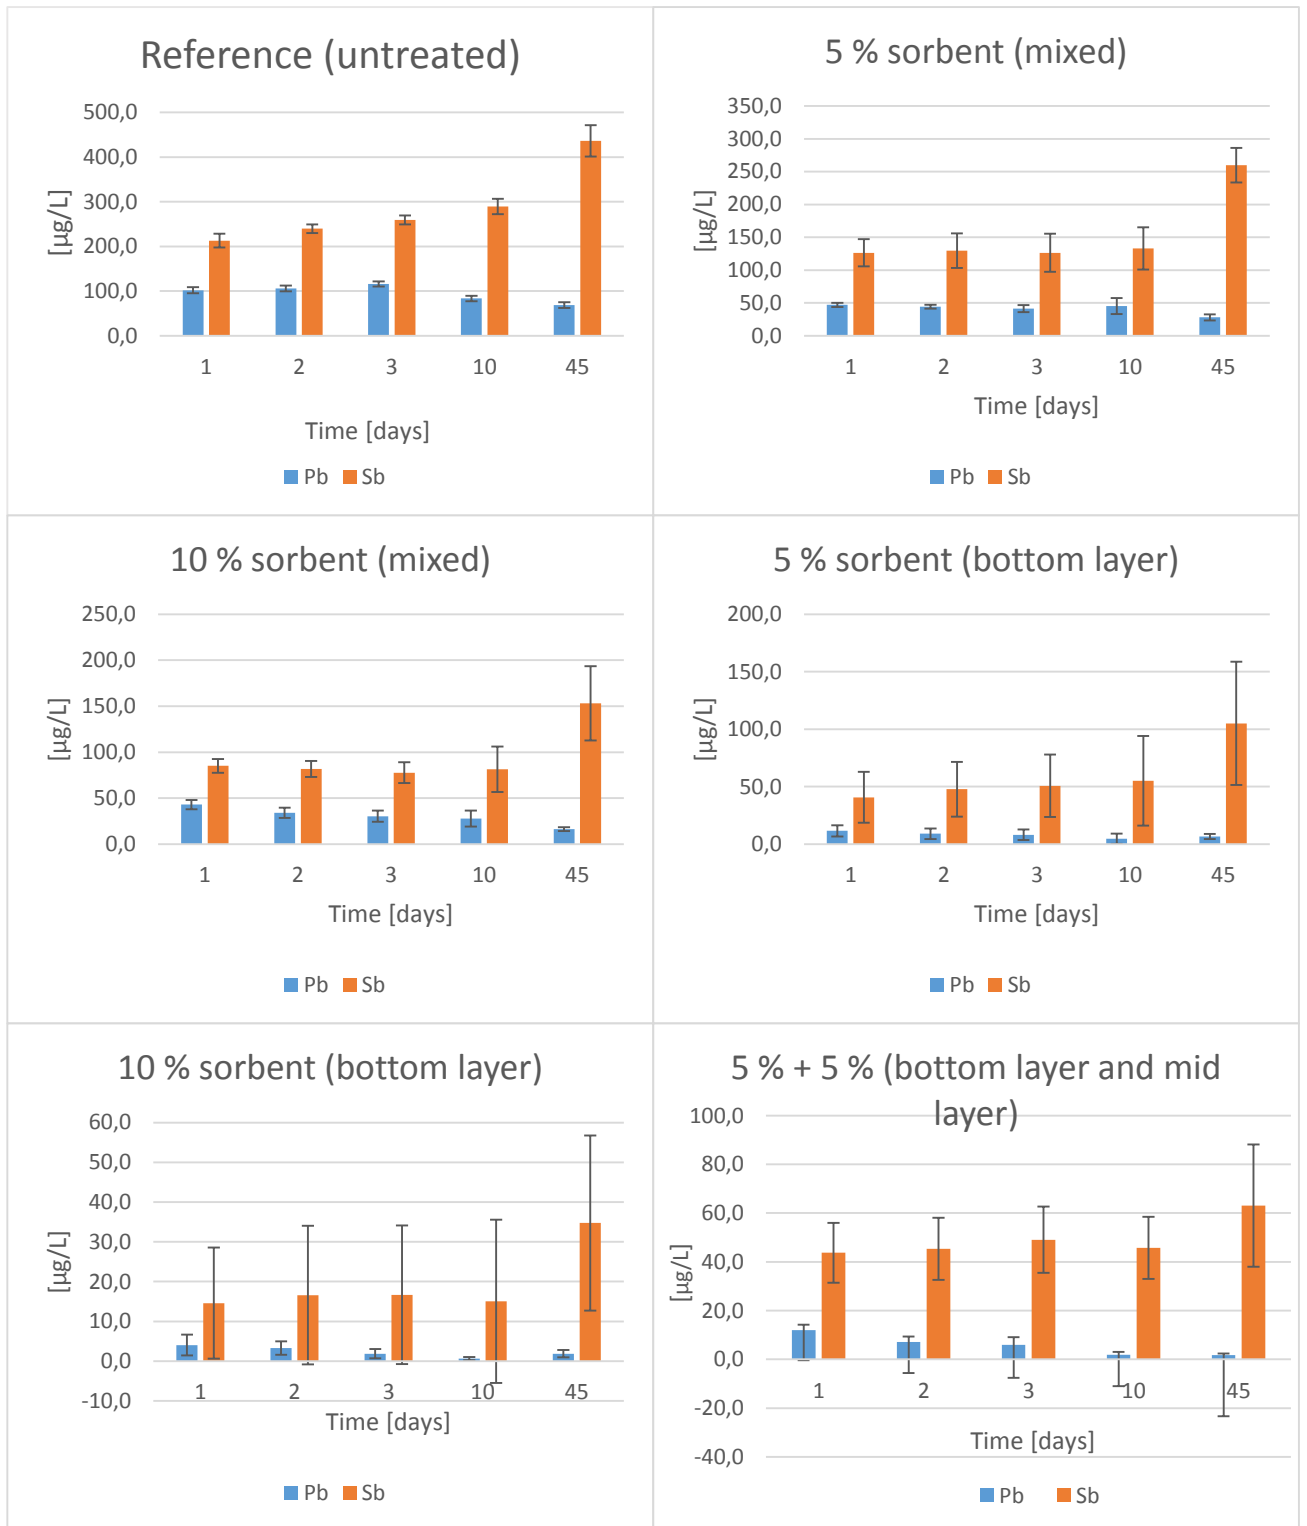 Reference (untreated)
500,0
400,0
300,0
200,0
100,0
0,0
[µg/L]
1 2 3 10 45
Time [days]
Pb Sb
5 % sorbent (mixed)
350,0
300,0
250,0
200,0
150,0
100,0
50,0
0,0
[µg/L]
1 2 3 10 45
Time [days]
Pb Sb
10 % sorbent (mixed)
250,0
200,0
150,0
100,0
50,0
0,0
[µg/L]
1 2 3 10 45
Time [days]
Pb Sb
5 % sorbent (bottom layer)
200,0
150,0
100,0
50,0
0,0
[µg/L]
1 2 3 10 45
Time [days]
Pb Sb
10 % sorbent (bottom layer)
60,0
50,0
40,0
30,0
20,0
10,0
0,0
-10,0
[µg/L]
1 2 3 10 45
Time [days]
Pb Sb
5 % + 5 % (bottom layer and mid
layer)
100,0
80,0
60,0
40,0
20,0
0,0
-20,0
-40,0
[µg/L]
1 2 3 10 45
Time [days]
Pb Sb